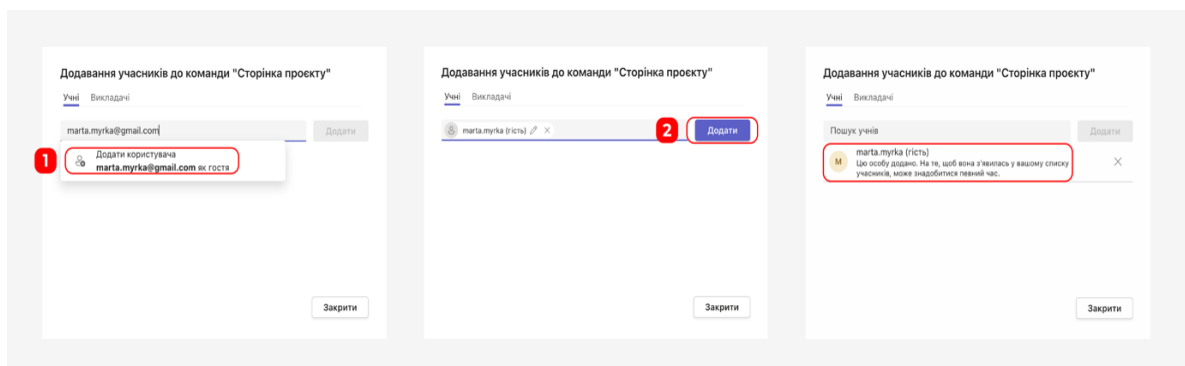 Додавання учасників до команди "Сторінка проєкту"
Учні Викладачі
marta.myrka@gmail.com Додати
1
Додати користувача
marta.myrka@gmail.com як гостя
Закрити
Додавання учасників до команди "Сторінка проєкту"
Учні Викладачі
marta.myrka (гість) 2 Додати
Закрити
Додавання учасників до команди "Сторінка проєкту"
Учні Викладачі
Пошук учнів Додати
M
marta.myrka (гість)
Цю особу додано. На те, щоб вона з'явилась у вашому списку
учасників, може знадобитися певний час.
Закрити